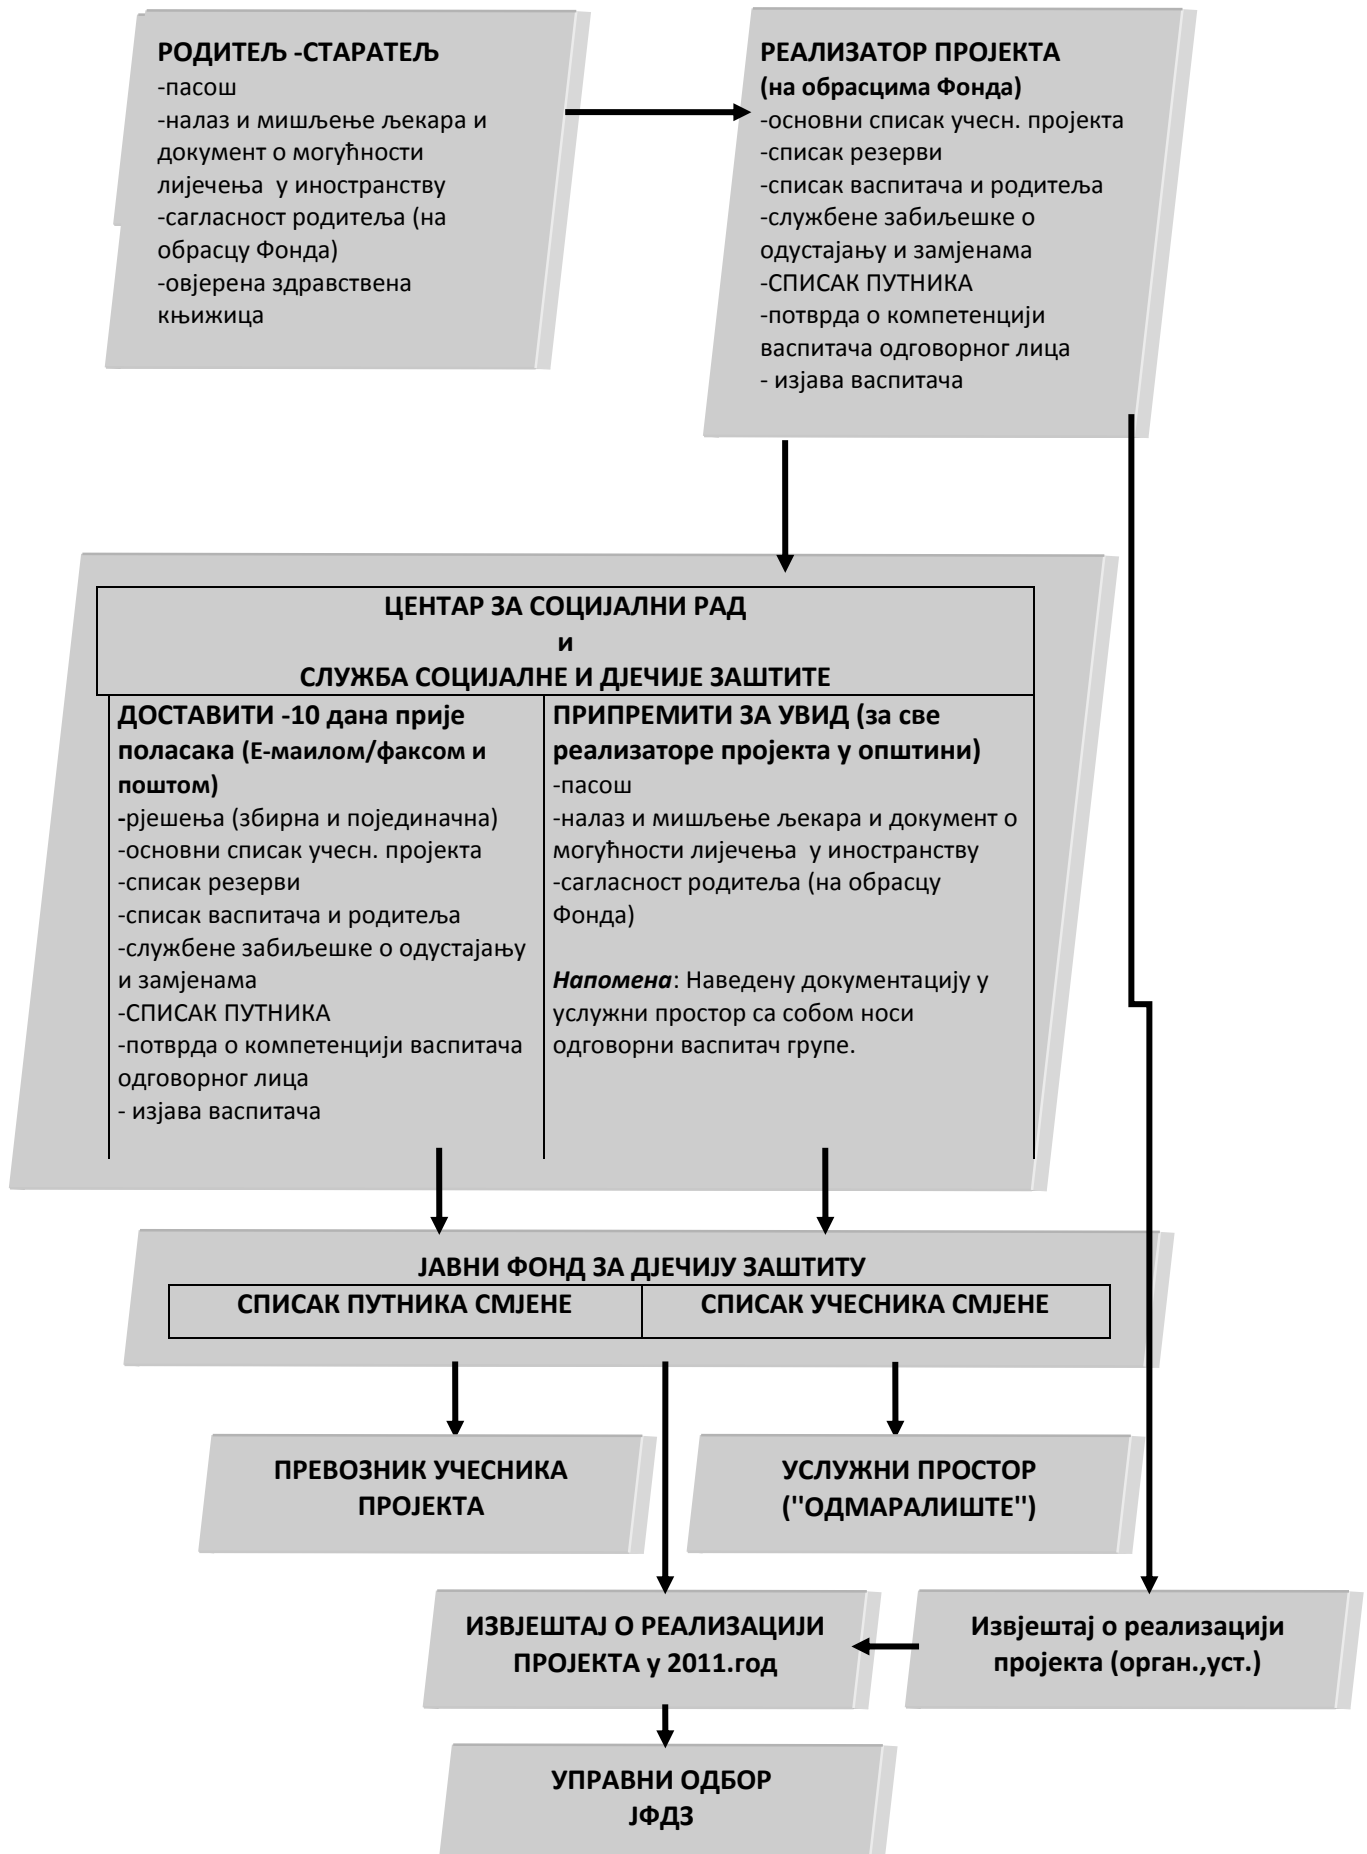 РОДИТЕЉ -СТАРАТЕЉ
-пасош
-налаз и мишљење љекара и
документ о могућности
лијечења  у иностранству
-сагласност родитеља (на
обрасцу Фонда)
-овјерена здравствена
књижица
РЕАЛИЗАТОР ПРОЈЕКТА
(на обрасцима Фонда)
-основни списак учесн. пројекта
-списак резерви
-списак васпитача и родитеља
-службене забиљешке о
одустајању и замјенама
-СПИСАК ПУТНИКА
-потврда о компетенцији
васпитача одговорног лица
- изјава васпитача
ЦЕНТАР ЗА СОЦИЈАЛНИ РАД
и
СЛУЖБА СОЦИЈАЛНЕ И ДЈЕЧИЈЕ ЗАШТИТЕ
ДОСТАВИТИ -10 дана прије
поласака (Е-маилом/факсом и
поштом)
-рјешења (збирна и појединачна)
-основни списак учесн. пројекта
-списак резерви
-списак васпитача и родитеља
-службене забиљешке о одустајању
и замјенама
-СПИСАК ПУТНИКА
-потврда о компетенцији васпитача
одговорног лица
- изјава васпитача
ПРИПРЕМИТИ ЗА УВИД (за све
реализаторе пројекта у општини)
-пасош
-налаз и мишљење љекара и документ о
могућности лијечења  у иностранству
-сагласност родитеља (на обрасцу
Фонда)
Напомена: Наведену документацију у
услужни простор са собом носи
одговорни васпитач групе.
ЈАВНИ ФОНД ЗА ДЈЕЧИЈУ ЗАШТИТУ
СПИСАК ПУТНИКА СМЈЕНЕ
СПИСАК УЧЕСНИКА СМЈЕНЕ
ПРЕВОЗНИК УЧЕСНИКА
ПРОЈЕКТА
УСЛУЖНИ ПРОСТОР
(''ОДМАРАЛИШТЕ'')
ИЗВЈЕШТАЈ О РЕАЛИЗАЦИЈИ
ПРОЈЕКТА у 2011.год
Извјештај о реализацији
пројекта (орган.,уст.)
УПРАВНИ ОДБОР
ЈФДЗ